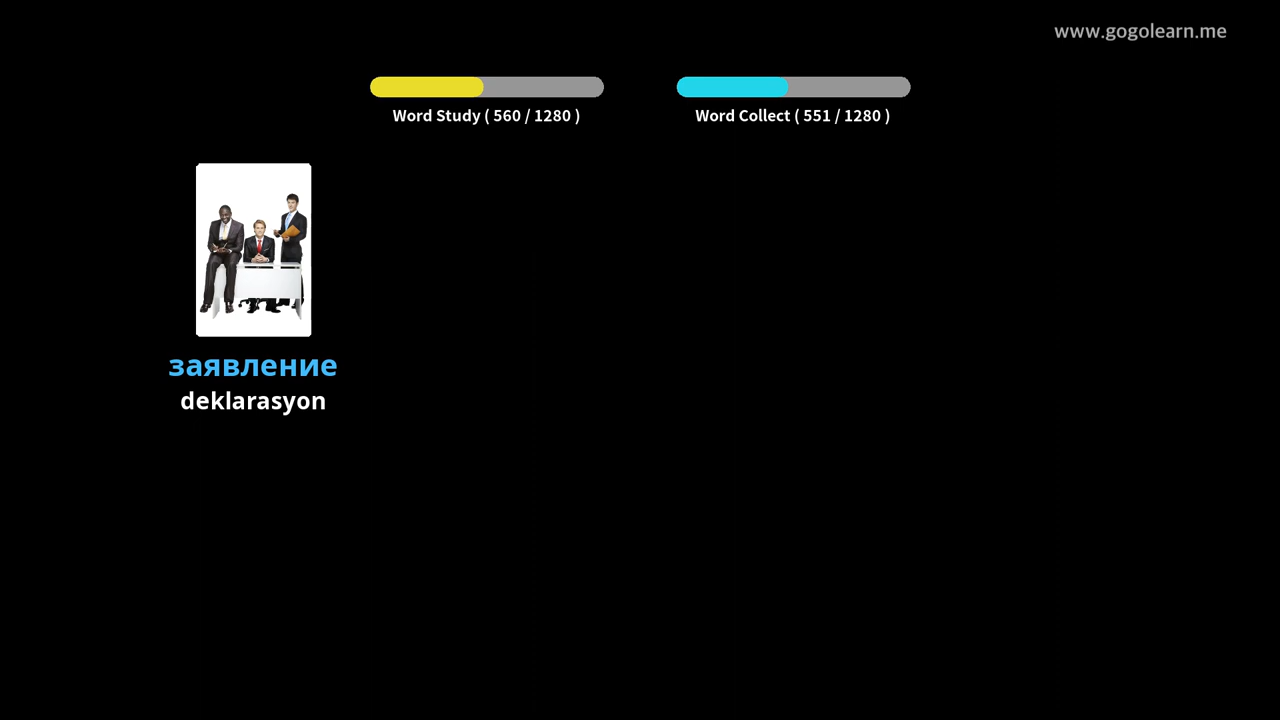 www.gogolearn.me
Word Study ( 560 / 1280 )
Word Collect ( 551 / 1280 )
заявление
deklarasyon